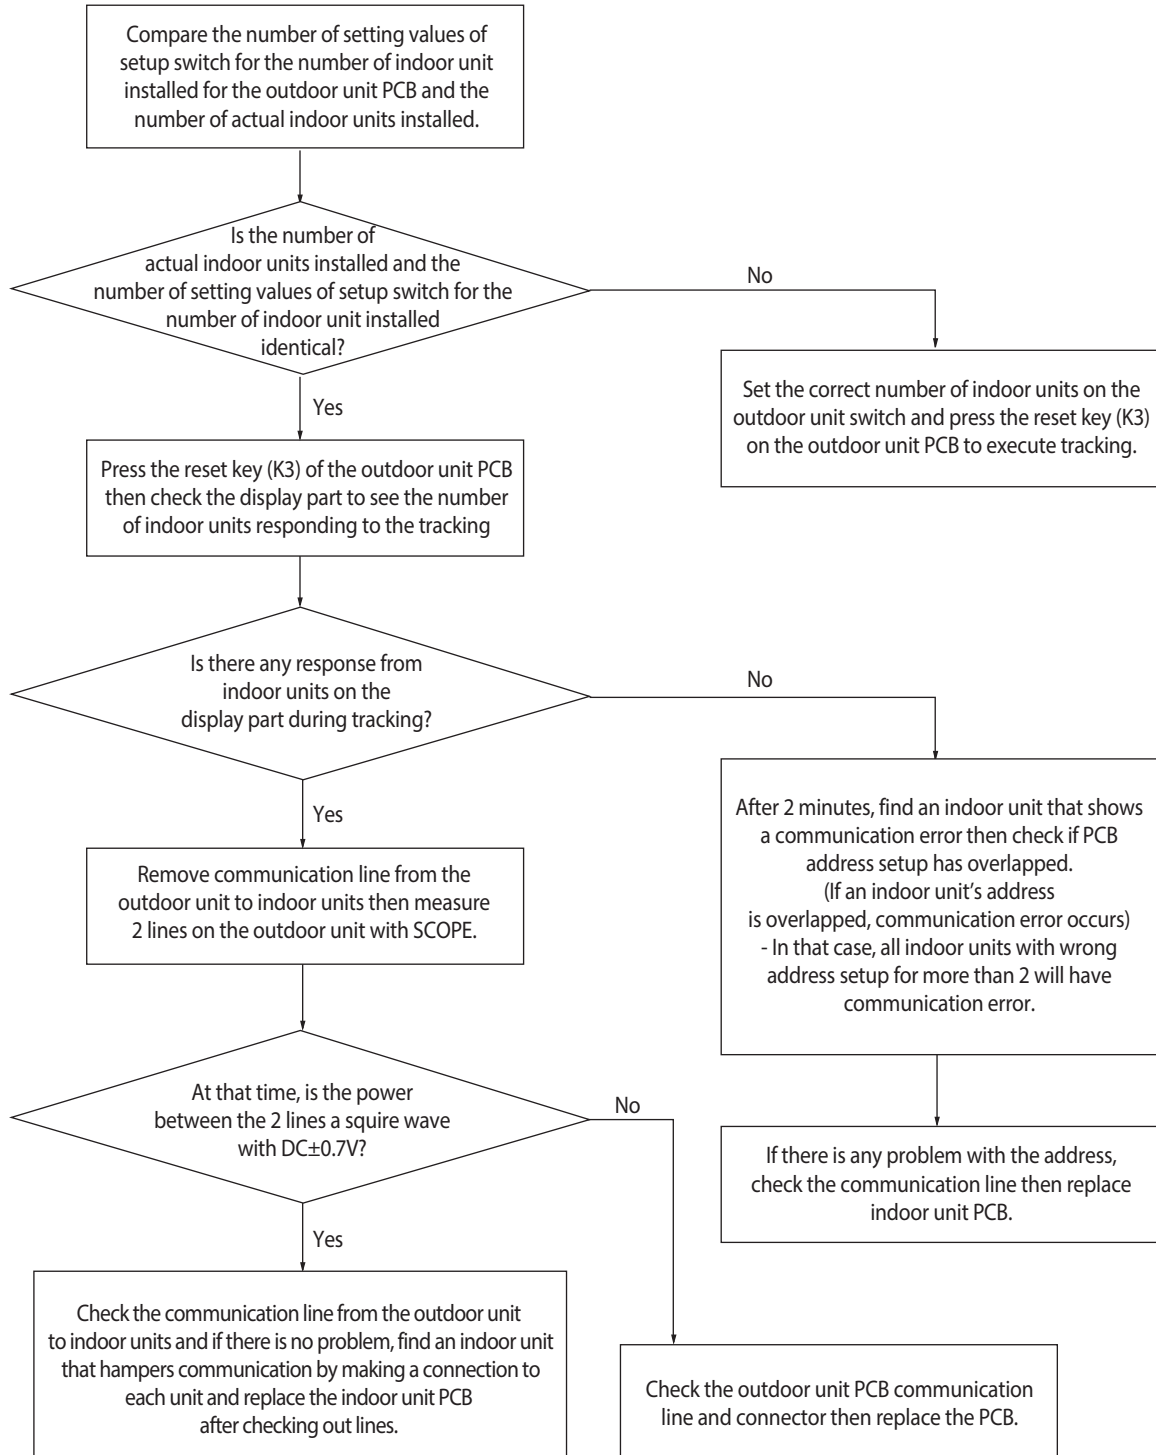 Compare the number of setting values of
setup switch for the number of indoor unit
installed for the outdoor unit PCB and the
number of actual indoor units installed.
Is the number of
actual indoor units installed and the
number of setting values of setup switch for the
number of indoor unit installed
identical?
No
Set the correct number of indoor units on the
outdoor unit switch and press the reset key (K3)
on the outdoor unit PCB to execute tracking.
Yes
Press the reset key (K3) of the outdoor unit PCB
then check the display part to see the number
of indoor units responding to the tracking
Is there any response from
indoor units on the
display part during tracking?
No
After 2 minutes, find an indoor unit that shows
a communication error then check if PCB
address setup has overlapped.
(If an indoor unit's address
is overlapped, communication error occurs)
- In that case, all indoor units with wrong
address setup for more than 2 will have
communication error.
If there is any problem with the address,
check the communication line then replace
indoor unit PCB.
Yes
Remove communication line from the
outdoor unit to indoor units then measure
2 lines on the outdoor unit with SCOPE.
At that time, is the power
between the 2 lines a squire wave
with DC±0.7V?
No
Yes
Check the communication line from the outdoor unit
to indoor units and if there is no problem, find an indoor unit
that hampers communication by making a connection to
each unit and replace the indoor unit PCB
after checking out lines.
Check the outdoor unit PCB communication
line and connector then replace the PCB.